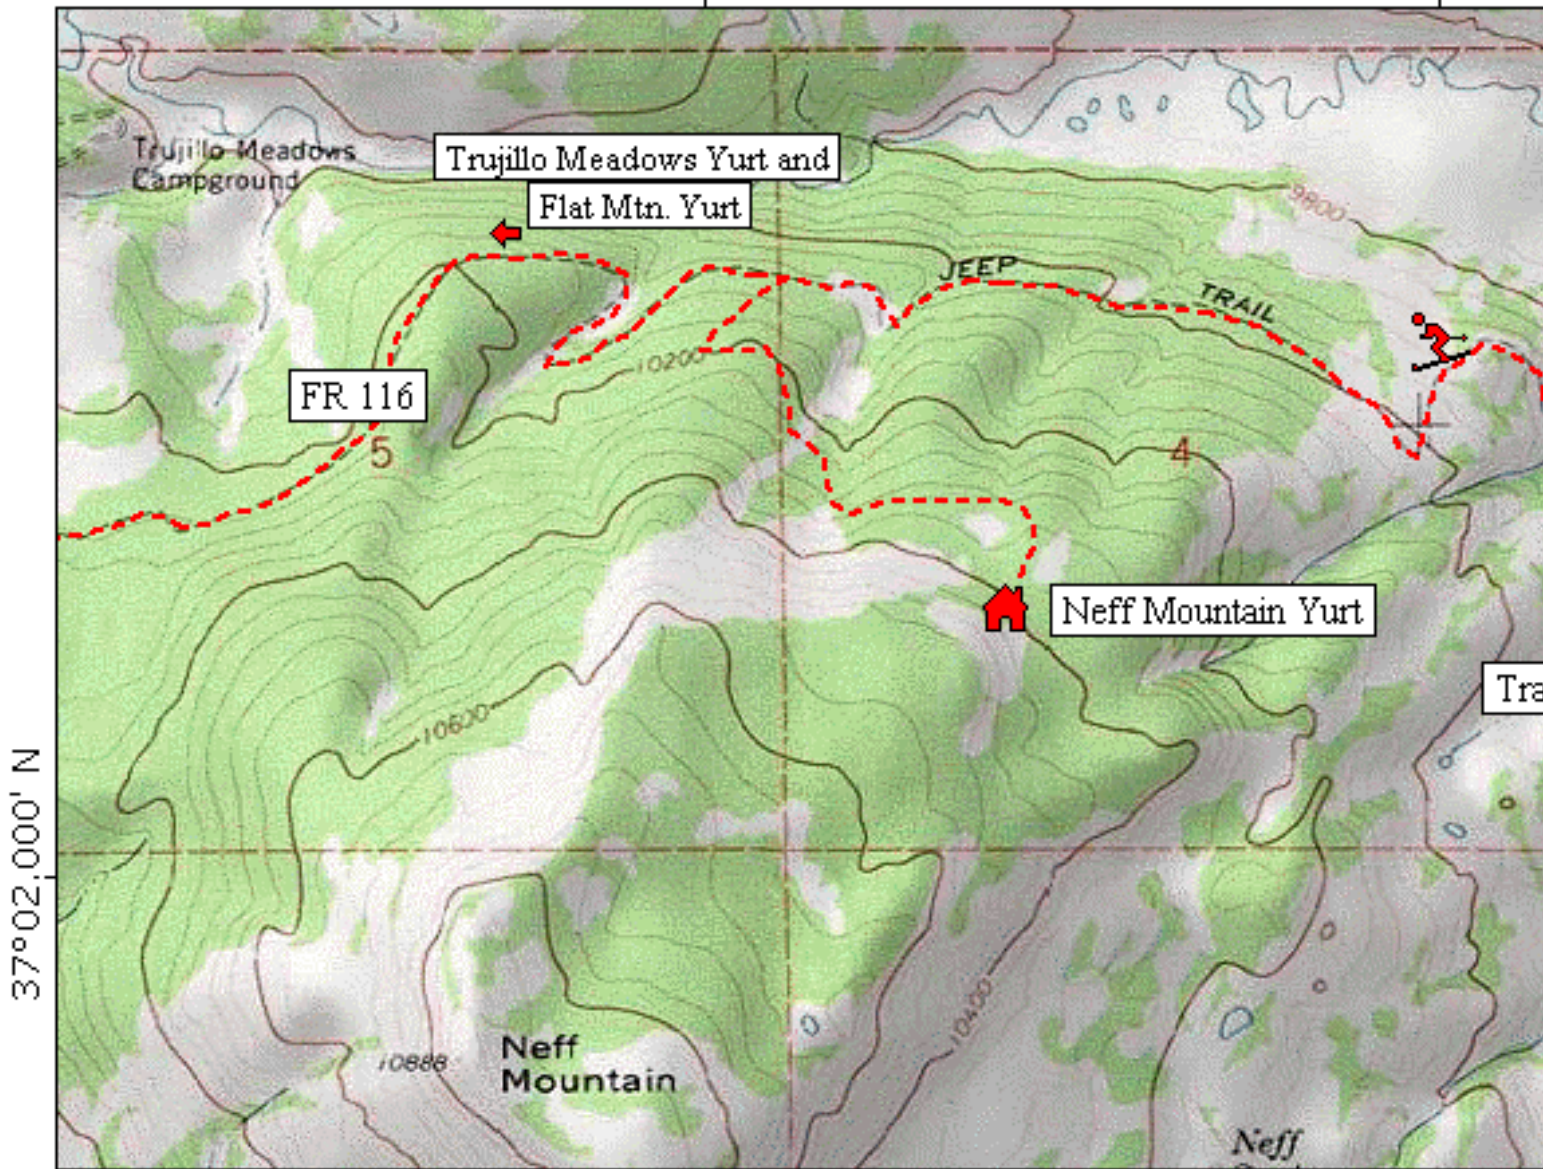 Trujillo Meadows
Campground
Trujillo Meadows Yurt and
Flat Mtn. Yurt
9800
JEEP
TRAIL
10200
FR 116
5
4
Neff Mountain Yurt
Tra
10600
37°02.000' N
10400
10888
Neff
Mountain
Neff